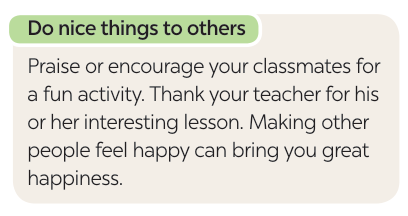 Do nice things to others
Praise or encourage your classmates for
a fun activity. Thank your teacher for his
or her interesting lesson. Making other
people feel happy can bring you great
happiness.